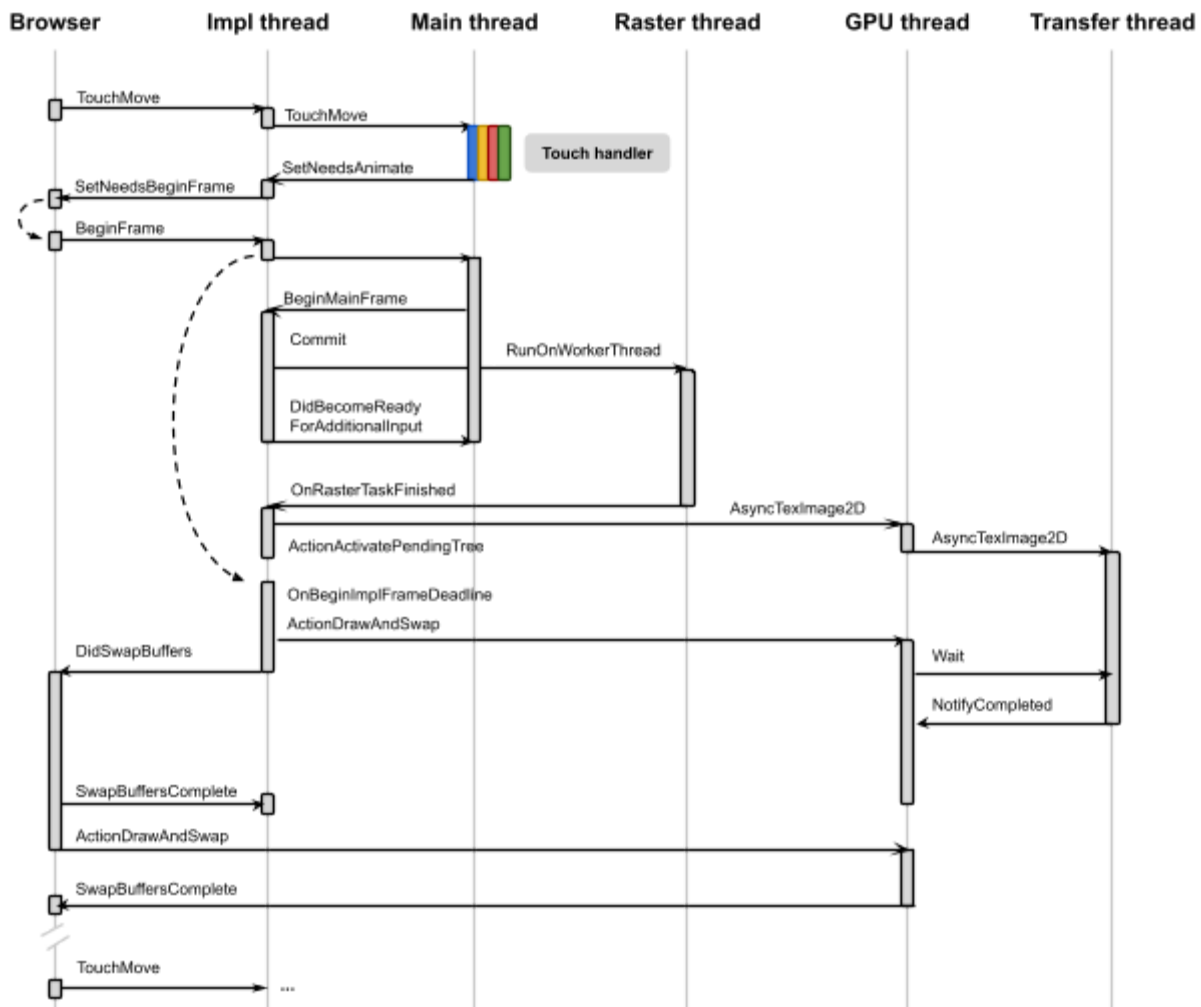 Browser Impl thread Main thread Raster thread GPU thread Transfer thread
TouchMove
TouchMove
Touch handler
SetNeedsAnimate
SetNeedsBeginFrame
BeginFrame
BeginMainFrame
Commit
RunOnWorkerThread
DidBecomeReady
ForAdditionalInput
OnRasterTaskFinished
AsyncTexImage2D
AsyncTexImage2D
ActionActivatePendingTree
OnBeginImplFrameDeadline
ActionDrawAndSwap
DidSwapBuffers
Wait
NotifyCompleted
SwapBuffersComplete
ActionDrawAndSwap
SwapBuffersComplete
TouchMove
...